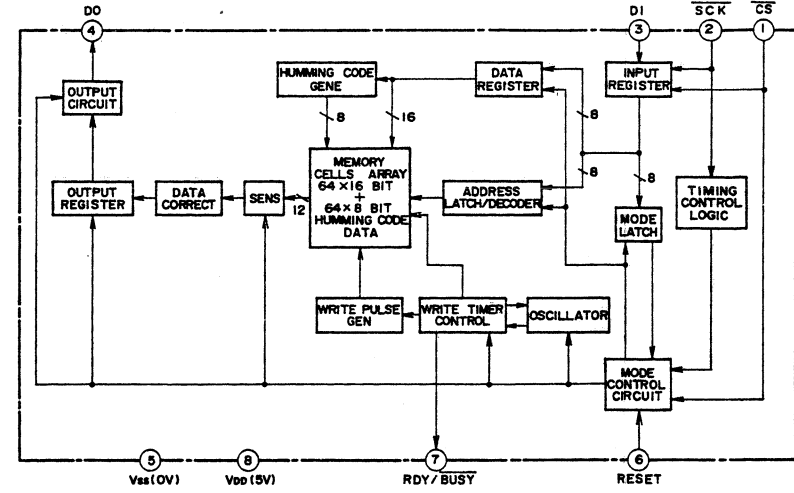 DO DI SCK CS
4 3 2 1
HUMMING CODE
GENE
DATA
REGISTER
INPUT
REGISTER
OUTPUT
CIRCUIT
8
16
8
MEMORY
CELLS ARRAY
64×16 BIT
+
64×8 BIT
HUMMING CODE
DATA
8
8
OUTPUT
REGISTER
DATA
CORRECT
SENS
12
ADDRESS
LATCH/DECODER
MODE
LATCH
TIMING
CONTROL
LOGIC
WRITE PULSE
GEN
WRITE TIMER
CONTROL
OSCILLATOR
MODE
CONTROL
CIRCUIT
5 8 7 6
Vss(0V) VDD(5V) RDY/BUSY RESET